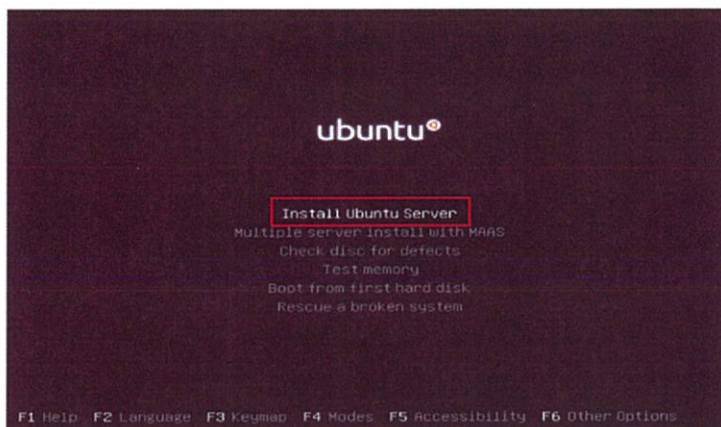 ubuntu
Install Ubuntu Server
Multiple server install with MAAS
Check disc for defects
Test memory
Boot from first hard disk
Rescue a broken system
F1 Help F2 Language F3 Keymap F4 Modes F5 Accessibility F6 Other Options